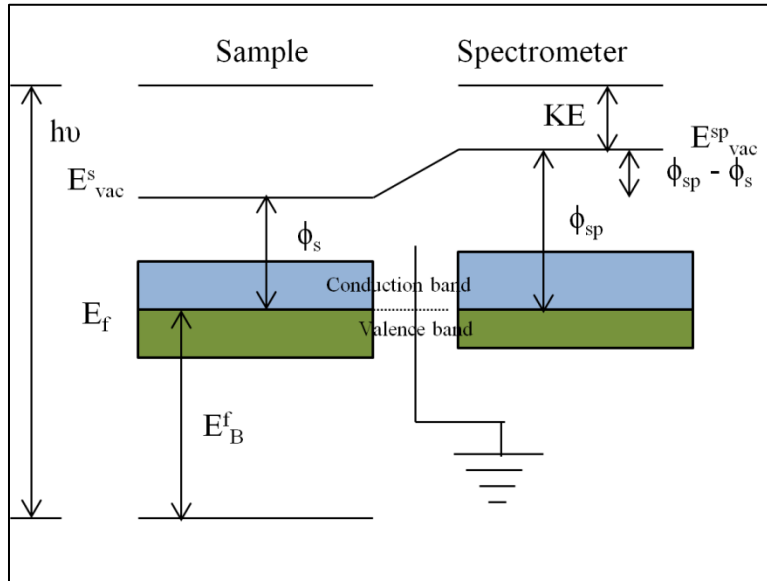 Sample
Spectrometer
hυ
KE
E^sp_vac
E^s_vac
ϕ_sp - ϕ_s
ϕ_s
ϕ_sp
Conduction band
E_f
Valence band
E^f_B